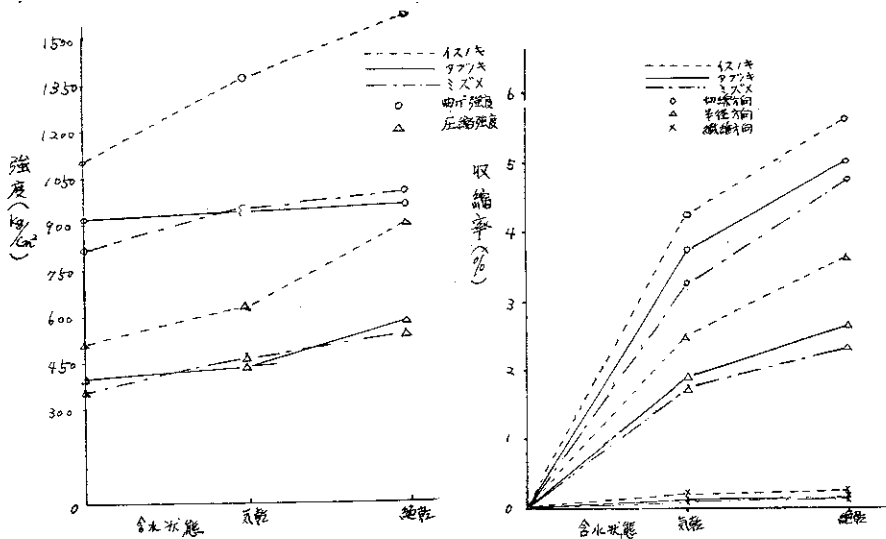 1500
1350
1200
1050
900
750
600
450
300
0
強度(kg/cm²)
イスノキ
タブノキ
ミズメ
曲げ強度
圧縮強度
含水状態
気乾
絶乾
6
5
4
3
2
1
0
収縮率(%)
イスノキ
タブノキ
ミズメ
切線方向
半径方向
繊維方向
含水状態
気乾
絶乾